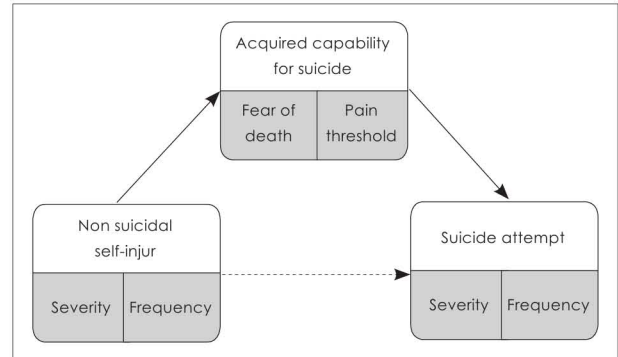 Acquired capability
for suicide
Fear of
death
Pain
threshold
Non suicidal
self-injur
Severity
Frequency
Suicide attempt
Severity
Frequency